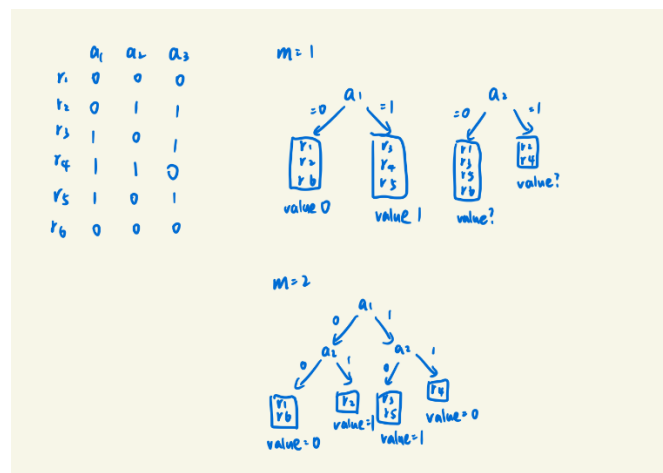 a1 a2 a3
r1 0 0 0
r2 0 1 1
r3 1 0 1
r4 1 1 0
r5 1 0 1
r6 0 0 0
m=1
a1
=0 =1
r1
r2
r6
value 0
r3
r4
r5
value 1
a2
=0 =1
r1
r3
r5
r6
value?
r2
r4
value?
m=2
a1
0 1
a2 a2
0 1 0 1
r1
r6
value=0
r2
value=1
r3
r5
value=1
r4
value=0